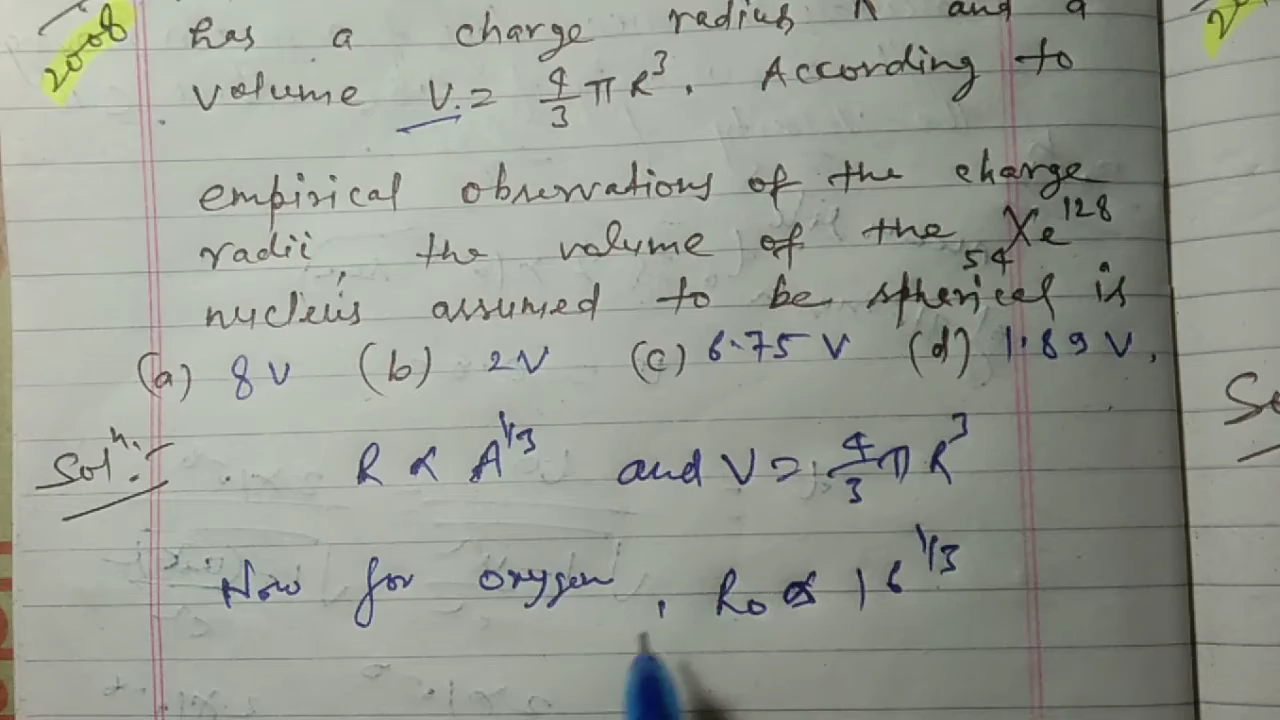 2008
has a charge radius R and a
volume V = 4/3 πR³. According to
empirical observations of the charge
radii, the volume of the ₅₄Xe¹²⁸
nucleus assumed to be spherical is
(a) 8V (b) 2V (c) 6.75 V (d) 1.89 V.
Solⁿ:- R ∝ A^1/3 and V = 4/3 πR³
Now for oxygen, R₀ ∝ 16^1/3